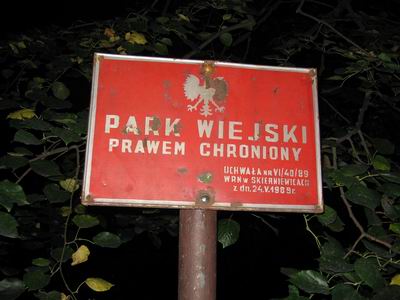 PARK WIEJSKI
PRAWEM CHRONIONY
UCHWAŁA NR VI/40/89
WRN W SKIERNIEWICACH
z dn. 24.V.1989r.